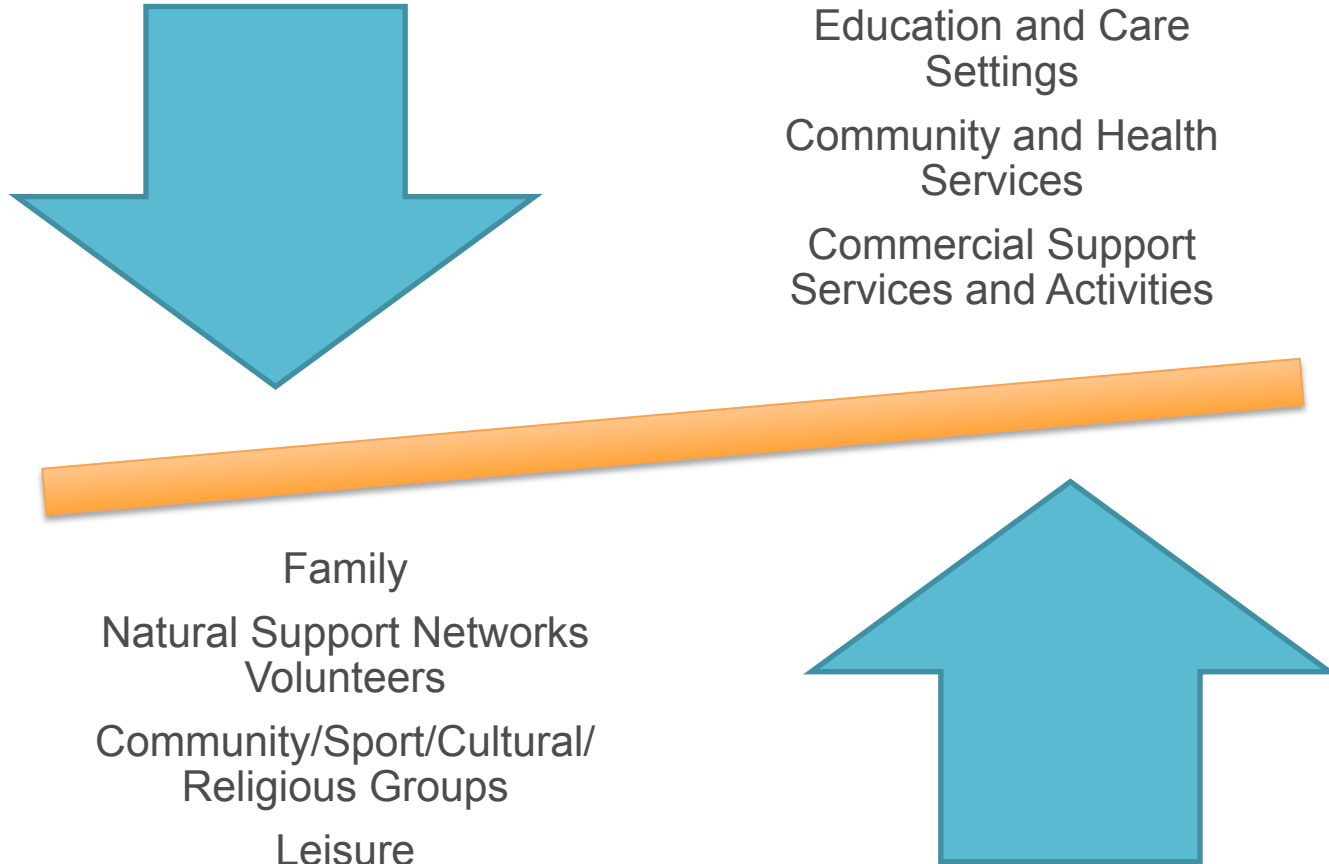 Education and Care
Settings
Community and Health
Services
Commercial Support
Services and Activities
Family
Natural Support Networks
Volunteers
Community/Sport/Cultural/
Religious Groups
Leisure